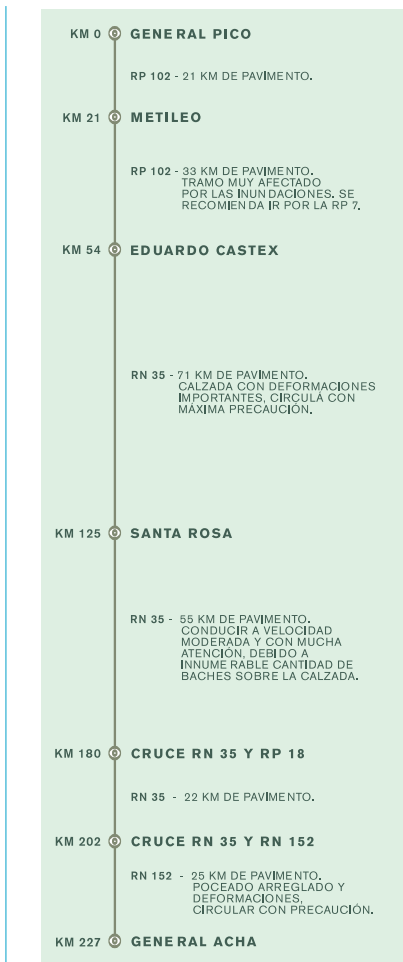 KM 0 GENERAL PICO
RP 102 - 21 KM DE PAVIMENTO.
KM 21 METILEO
RP 102 - 33 KM DE PAVIMENTO.
TRAMO MUY AFECTADO
POR LAS INUNDACIONES. SE
RECOMIENDA IR POR LA RP 7.
KM 54 EDUARDO CASTEX
RN 35 - 71 KM DE PAVIMENTO.
CALZADA CON DEFORMACIONES
IMPORTANTES, CIRCULÁ CON
MÁXIMA PRECAUCIÓN.
KM 125 SANTA ROSA
RN 35 - 55 KM DE PAVIMENTO.
CONDUCIR A VELOCIDAD
MODERADA Y CON MUCHA
ATENCIÓN, DEBIDO A
INNUMERABLE CANTIDAD DE
BACHES SOBRE LA CALZADA.
KM 180 CRUCE RN 35 Y RP 18
RN 35 - 22 KM DE PAVIMENTO.
KM 202 CRUCE RN 35 Y RN 152
RN 152 - 25 KM DE PAVIMENTO.
POCEADO ARREGLADO Y
DEFORMACIONES,
CIRCULAR CON PRECAUCIÓN.
KM 227 GENERAL ACHA